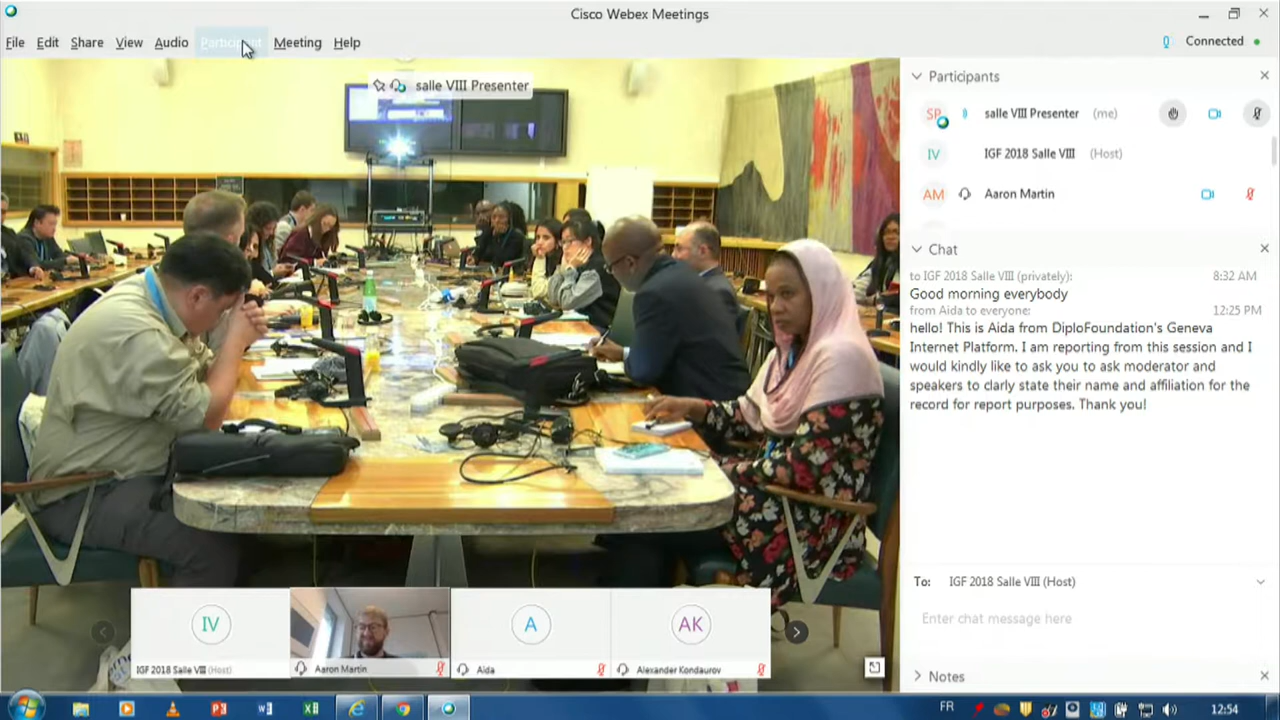 Cisco Webex Meetings
File Edit Share View Audio Participant Meeting Help
Connected
salle VIII Presenter
Participants
SP salle VIII Presenter (me)
IV IGF 2018 Salle VIII (Host)
AM Aaron Martin
Chat
to IGF 2018 Salle VIII (privately): 8:32 AM
Good morning everybody
from Aida to everyone: 12:25 PM
hello! This is Aida from DiploFoundation's Geneva
Internet Platform. I am reporting from this session and I
would kindly like to ask you to ask moderator and
speakers to clarly state their name and affiliation for the
record for report purposes. Thank you!
To: IGF 2018 Salle VIII (Host)
Enter chat message here
Notes
IV
IGF 2018 Salle VIII (Host)
Aaron Martin
A
Aida
AK
Alexander Kondaurov
FR
12:54